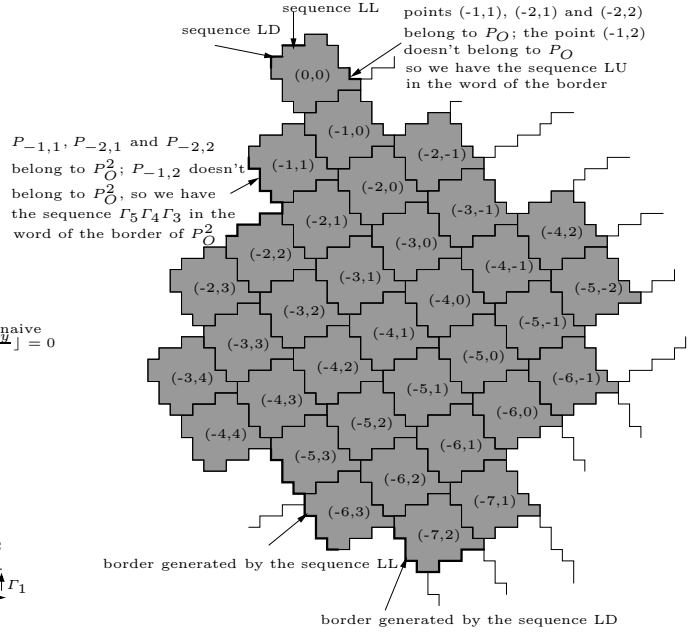 sequence LL
points (-1,1), (-2,1) and (-2,2)
sequence LD
belong to P_O; the point (-1,2)
doesn't belong to P_O
so we have the sequence LU
in the word of the border
(0,0)
(-1,0)
P_{-1,1}, P_{-2,1} and P_{-2,2}
belong to P_O^2; P_{-1,2} doesn't
belong to P_O^2, so we have
the sequence Γ_5Γ_4Γ_3 in the
word of the border of P_O^2
(-1,1)
(-2,-1)
(-2,0)
(-2,1)
(-3,-1)
(-4,2)
(-2,2)
(-3,0)
(-4,-1)
(-2,3)
(-3,1)
(-5,-2)
(-3,2)
(-4,0)
(-5,-1)
naive
y ⌋ = 0
(-3,3)
(-4,1)
(-5,0)
(-3,4)
(-4,2)
(-5,1)
(-6,-1)
(-4,3)
(-6,0)
(-4,4)
(-5,2)
(-6,1)
(-5,3)
(-6,2)
(-7,1)
(-6,3)
(-7,2)
border generated by the sequence LL
Γ_1
border generated by the sequence LD